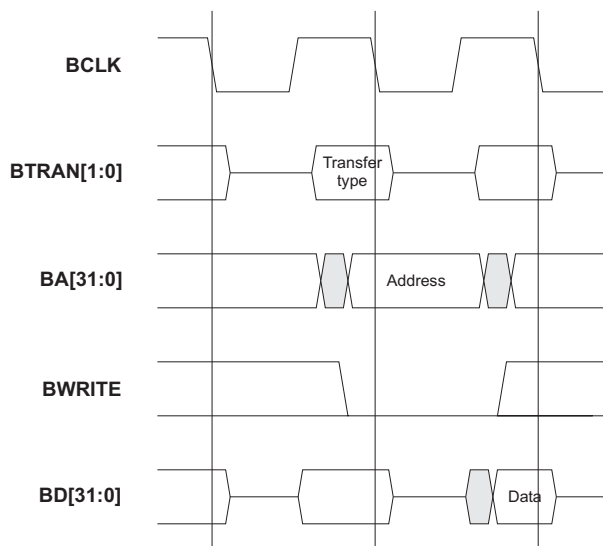 BCLK
BTRAN[1:0]
Transfer
type
BA[31:0]
Address
BWRITE
BD[31:0]
Data